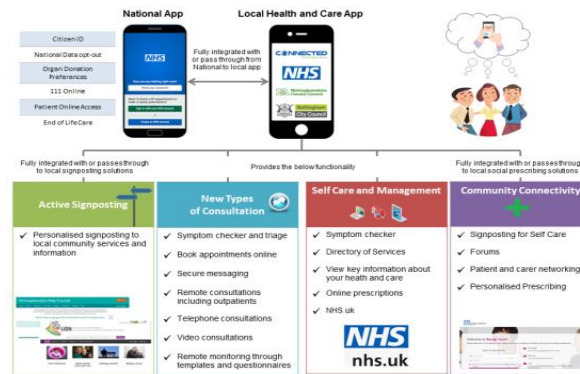 National App
Local Health and Care App
Citizen ID
National Data opt-out
Organ Donation
Preferences
111 Online
Patient Online Access
End of Life Care
NHS
Fully integrated with
or pass through from
National to local app
CONNECTED
NHS
Nottinghamshire
County Council
Nottingham
City Council
Fully integrated with or passes through
to local signposting solutions
Provides the below functionality
Fully integrated with or passes through
to local social prescribing solutions
Active Signposting
Personalised signposting to
local community services and
information
New Types
of Consultation
Symptom checker and triage
Book appointments online
Secure messaging
Remote consultations
including outpatients
Telephone consultations
Video consultations
Remote monitoring through
templates and questionnaires
Self Care and Management
Symptom checker
Directory of Services
View key information about
your heath and care
Online prescriptions
NHS.uk
NHS
nhs.uk
Community Connectivity
Signposting for Self Care
Forums
Patient and carer networking
Personalised Prescribing